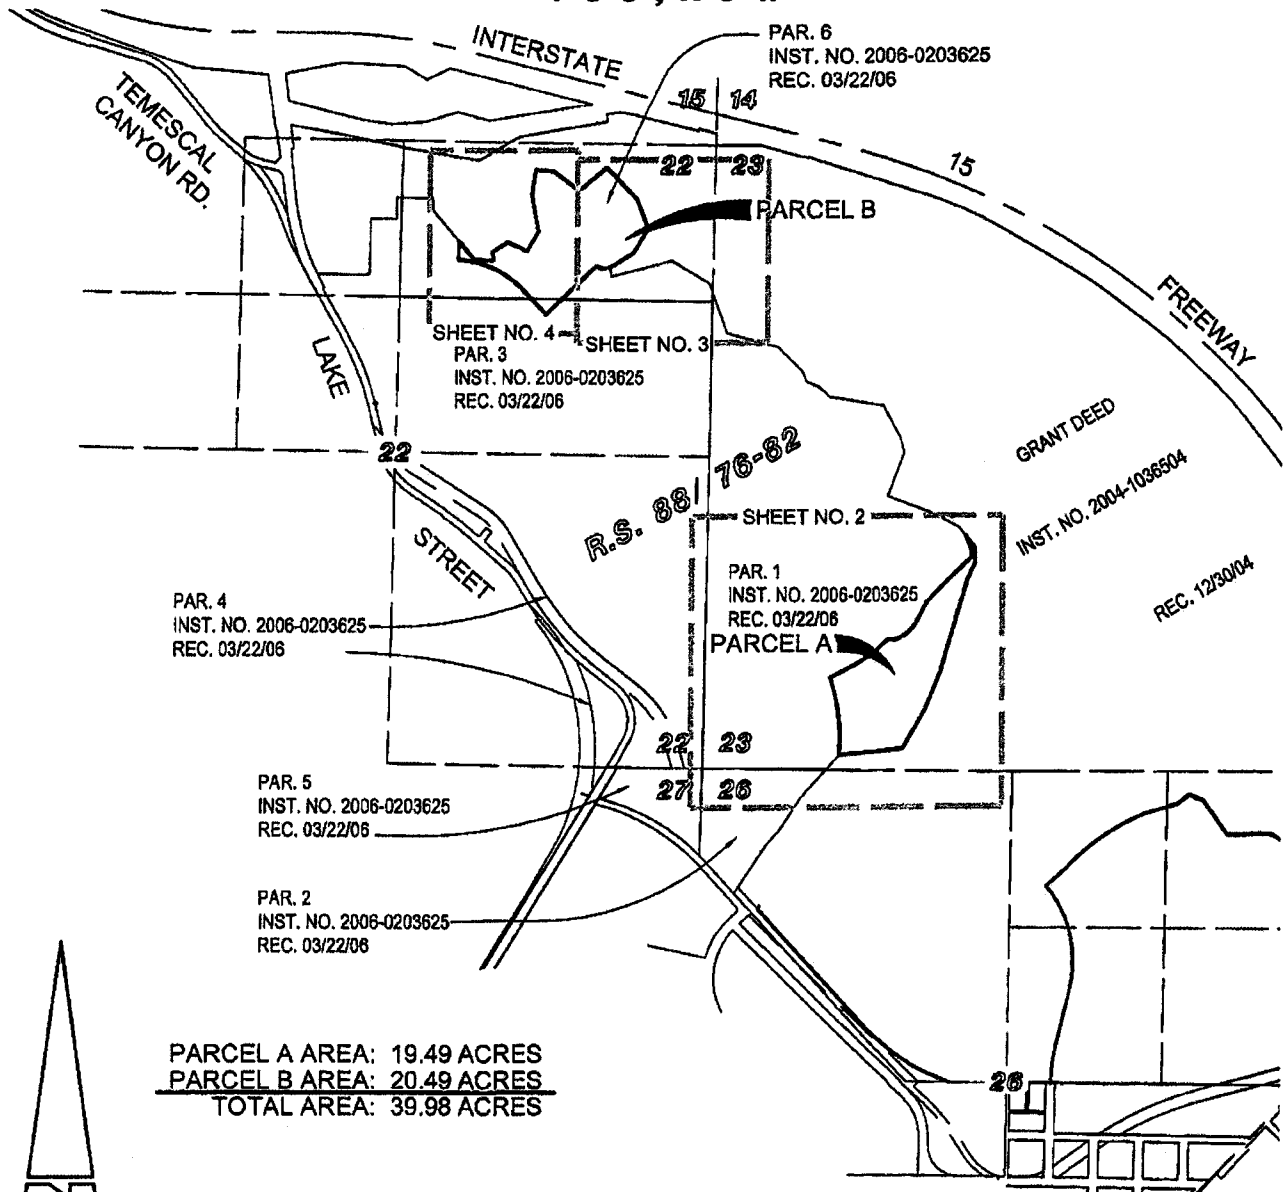 PAR. 6
INST. NO. 2006-0203625
REC. 03/22/06
INTERSTATE
15 14
15
TEMESCAL
CANYON RD.
22 23
PARCEL B
FREEWAY
SHEET NO. 4
SHEET NO. 3
PAR. 3
INST. NO. 2006-0203625
REC. 03/22/06
LAKE
GRANT DEED
INST. NO. 2004-1036504
REC. 12/30/04
22
R.S. 88/ 76-82
SHEET NO. 2
STREET
PAR. 1
INST. NO. 2006-0203625
REC. 03/22/06
PARCEL A
PAR. 4
INST. NO. 2006-0203625
REC. 03/22/06
22 23
27 26
PAR. 5
INST. NO. 2006-0203625
REC. 03/22/06
PAR. 2
INST. NO. 2006-0203625
REC. 03/22/06
PARCEL A AREA: 19.49 ACRES
PARCEL B AREA: 20.49 ACRES
TOTAL AREA: 39.98 ACRES
26